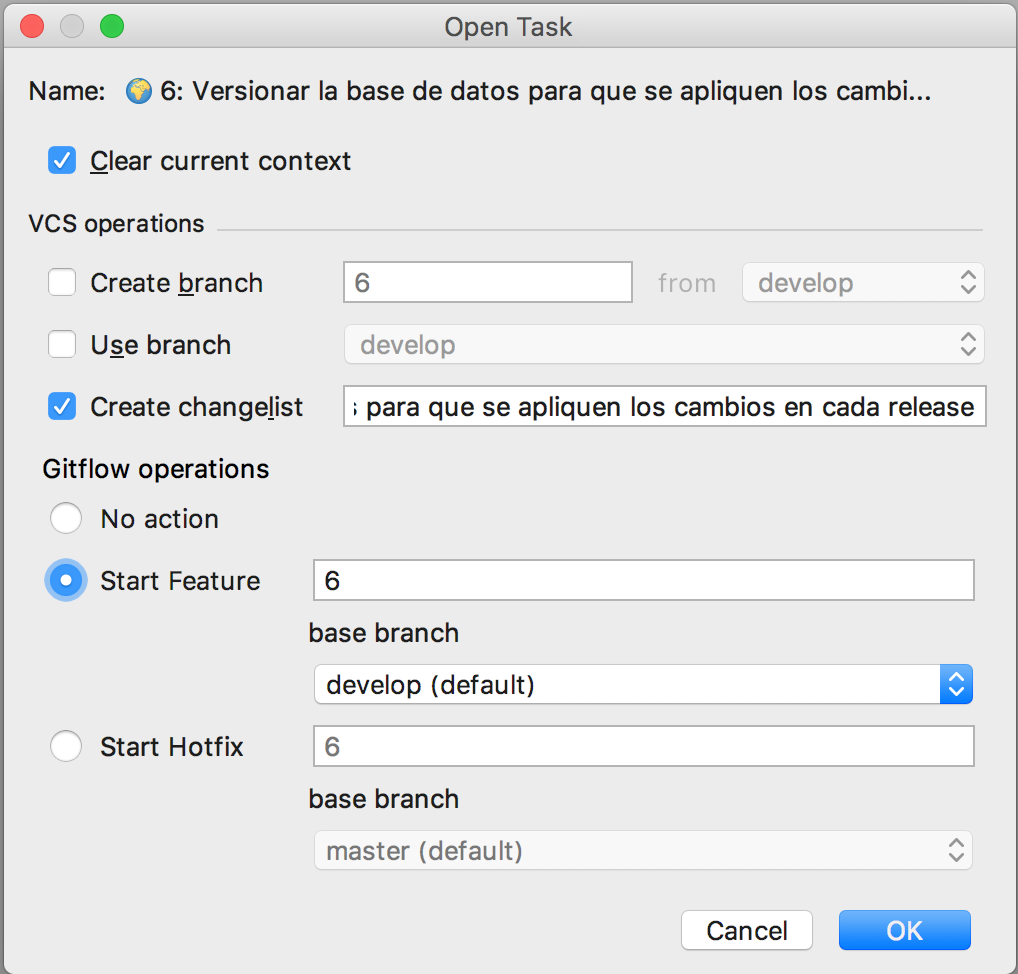 Open Task
Name: 6: Versionar la base de datos para que se apliquen los cambi...
Clear current context
VCS operations
Create branch 6 from develop
Use branch develop
Create changelist para que se apliquen los cambios en cada release
Gitflow operations
No action
Start Feature 6
base branch
develop (default)
Start Hotfix 6
base branch
master (default)
Cancel OK